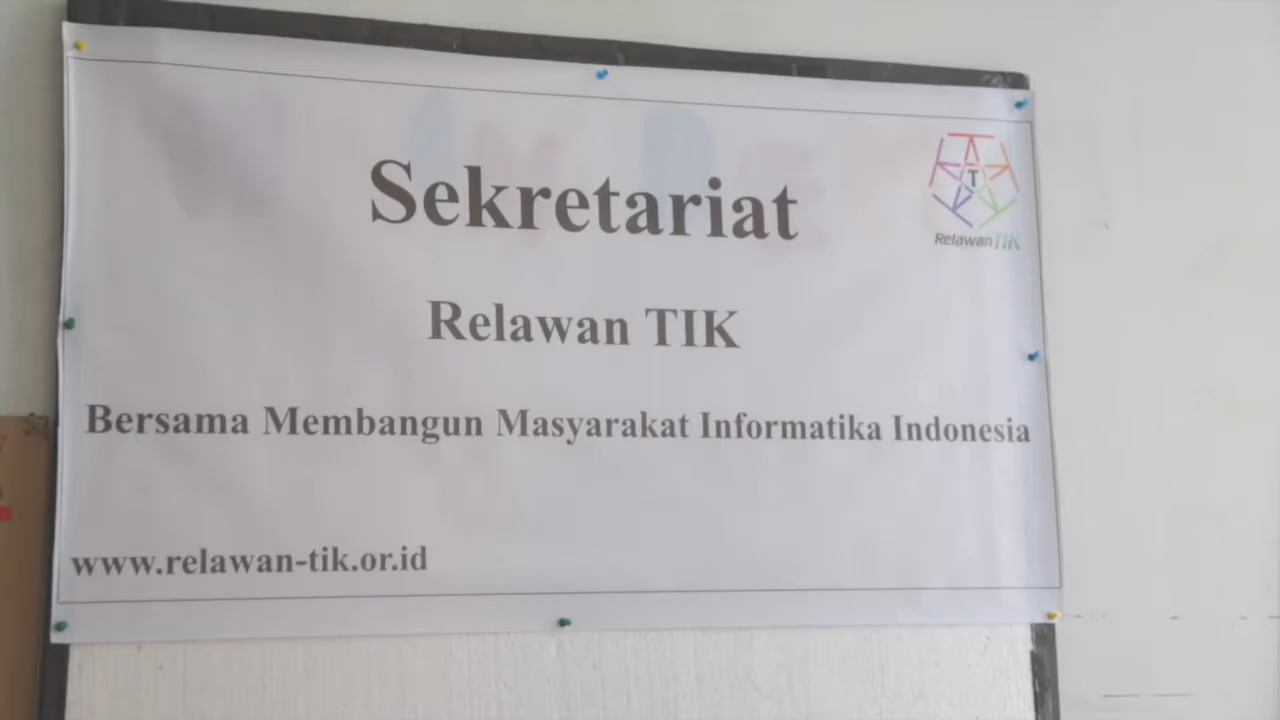 Sekretariat
T
RelawanTIK
Relawan TIK
Bersama Membangun Masyarakat Informatika Indonesia
www.relawan-tik.or.id